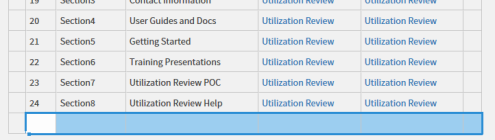 19 Section3 Contact Information Utilization Review Utilization Review
20 Section4 User Guides and Docs Utilization Review Utilization Review
21 Section5 Getting Started Utilization Review Utilization Review
22 Section6 Training Presentations Utilization Review Utilization Review
23 Section7 Utilization Review POC Utilization Review Utilization Review
24 Section8 Utilization Review Help Utilization Review Utilization Review